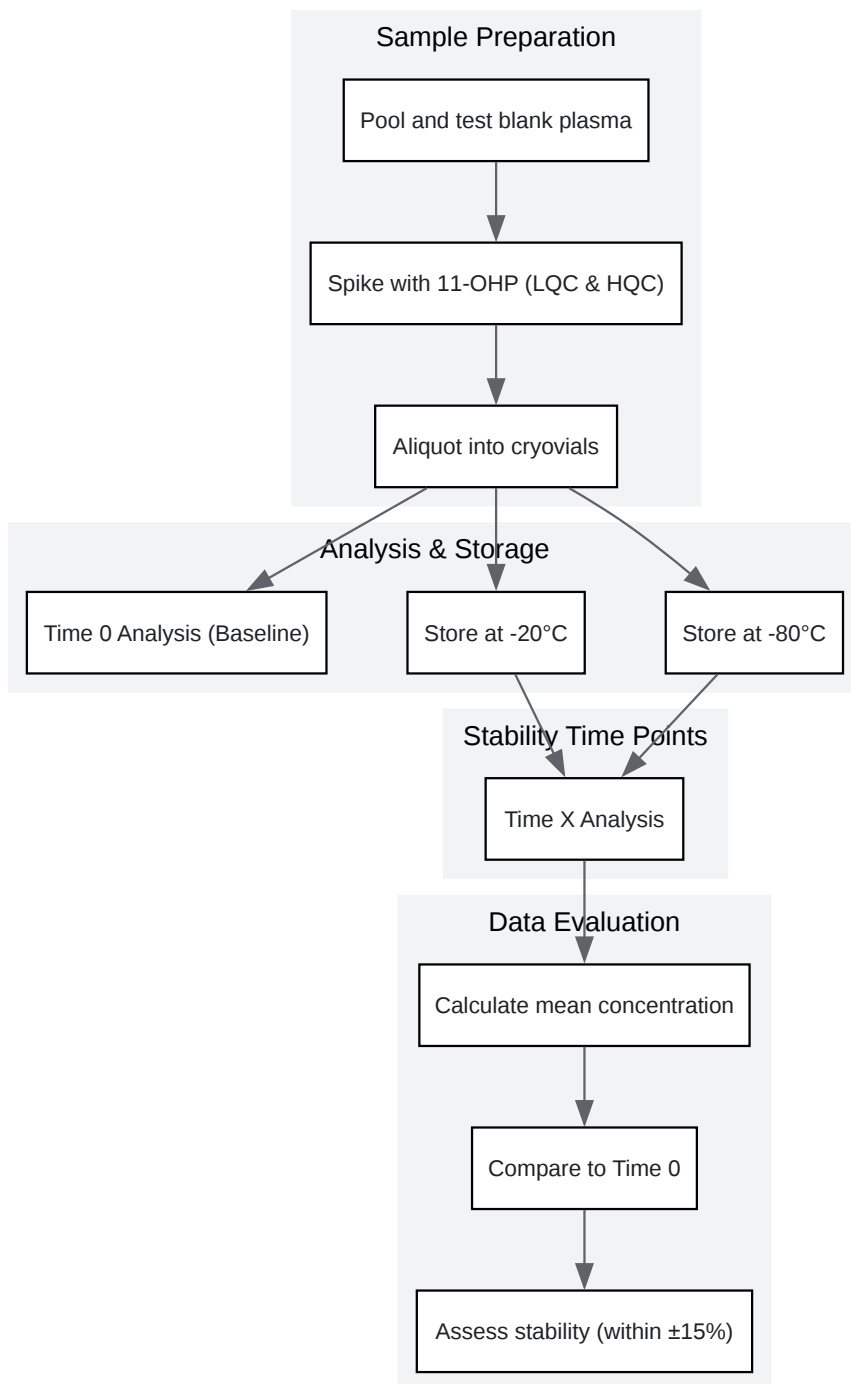 Sample Preparation
Pool and test blank plasma
Spike with 11-OHP (LQC & HQC)
Aliquot into cryovials
Analysis & Storage
Time 0 Analysis (Baseline)
Store at -20°C
Store at -80°C
Stability Time Points
Time X Analysis
Data Evaluation
Calculate mean concentration
Compare to Time 0
Assess stability (within ±15%)